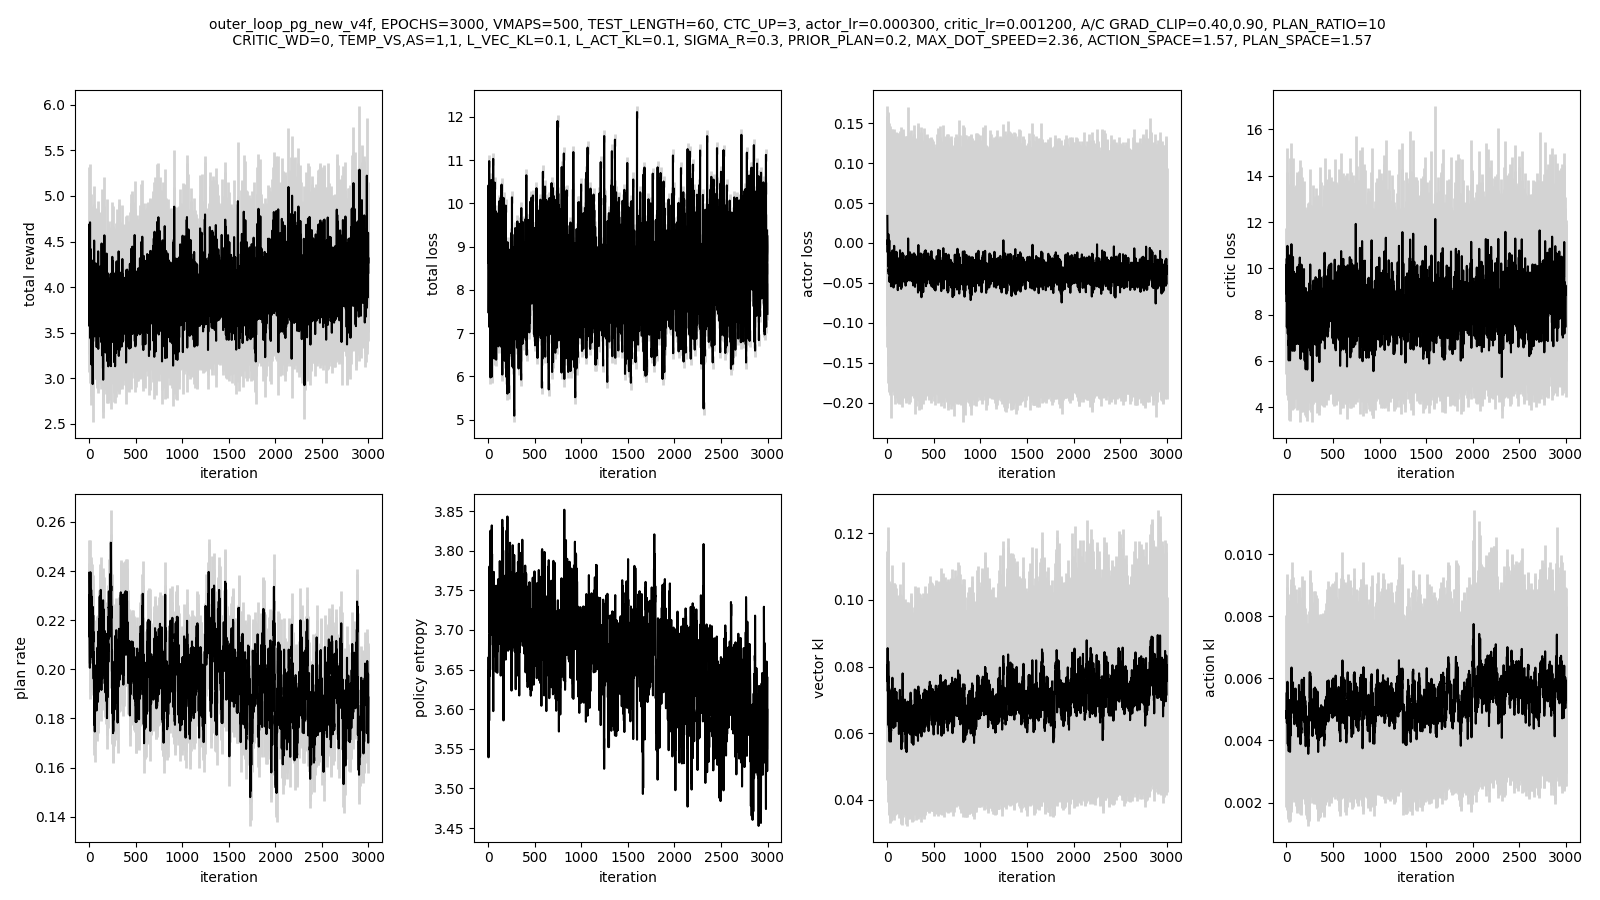 outer_loop_pg_new_v4f, EPOCHS=3000, VMAPS=500, TEST_LENGTH=60, CTC_UP=3, actor_lr=0.000300, critic_lr=0.001200, A/C GRAD_CLIP=0.40,0.90, PLAN_RATIO=10
CRITIC_WD=0, TEMP_VS,AS=1,1, L_VEC_KL=0.1, L_ACT_KL=0.1, SIGMA_R=0.3, PRIOR_PLAN=0.2, MAX_DOT_SPEED=2.36, ACTION_SPACE=1.57, PLAN_SPACE=1.57
total reward
6.0
5.5
5.0
4.5
4.0
3.5
3.0
2.5
0 500 1000 1500 2000 2500 3000
iteration
total loss
12
11
10
9
8
7
6
5
0 500 1000 1500 2000 2500 3000
iteration
actor loss
0.15
0.10
0.05
0.00
−0.05
−0.10
−0.15
−0.20
0 500 1000 1500 2000 2500 3000
iteration
critic loss
16
14
12
10
8
6
4
0 500 1000 1500 2000 2500 3000
iteration
plan rate
0.26
0.24
0.22
0.20
0.18
0.16
0.14
0 500 1000 1500 2000 2500 3000
iteration
policy entropy
3.85
3.80
3.75
3.70
3.65
3.60
3.55
3.50
3.45
0 500 1000 1500 2000 2500 3000
iteration
vector kl
0.12
0.10
0.08
0.06
0.04
0 500 1000 1500 2000 2500 3000
iteration
action kl
0.010
0.008
0.006
0.004
0.002
0 500 1000 1500 2000 2500 3000
iteration